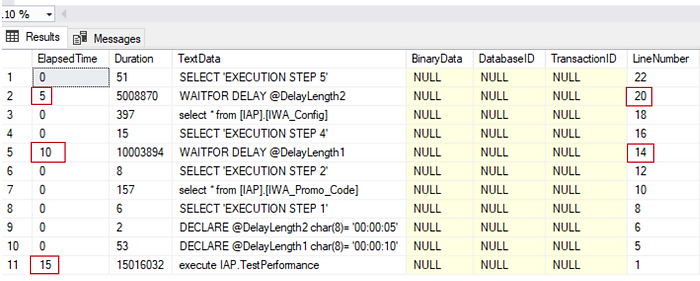 .10 %
Results Messages
ElapsedTime Duration TextData BinaryData DatabaseID TransactionID LineNumber
1 0 51 SELECT 'EXECUTION STEP 5' NULL NULL NULL 22
2 5 5008870 WAITFOR DELAY @DelayLength2 NULL NULL NULL 20
3 0 397 select * from [IAP].[IWA_Config] NULL NULL NULL 18
4 0 15 SELECT 'EXECUTION STEP 4' NULL NULL NULL 16
5 10 10003894 WAITFOR DELAY @DelayLength1 NULL NULL NULL 14
6 0 8 SELECT 'EXECUTION STEP 2' NULL NULL NULL 12
7 0 157 select * from [IAP].[IWA_Promo_Code] NULL NULL NULL 10
8 0 6 SELECT 'EXECUTION STEP 1' NULL NULL NULL 8
9 0 2 DECLARE @DelayLength2 char(8)= '00:00:05' NULL NULL NULL 6
10 0 53 DECLARE @DelayLength1 char(8)= '00:00:10' NULL NULL NULL 5
11 15 15016032 execute IAP.TestPerformance NULL NULL NULL 1